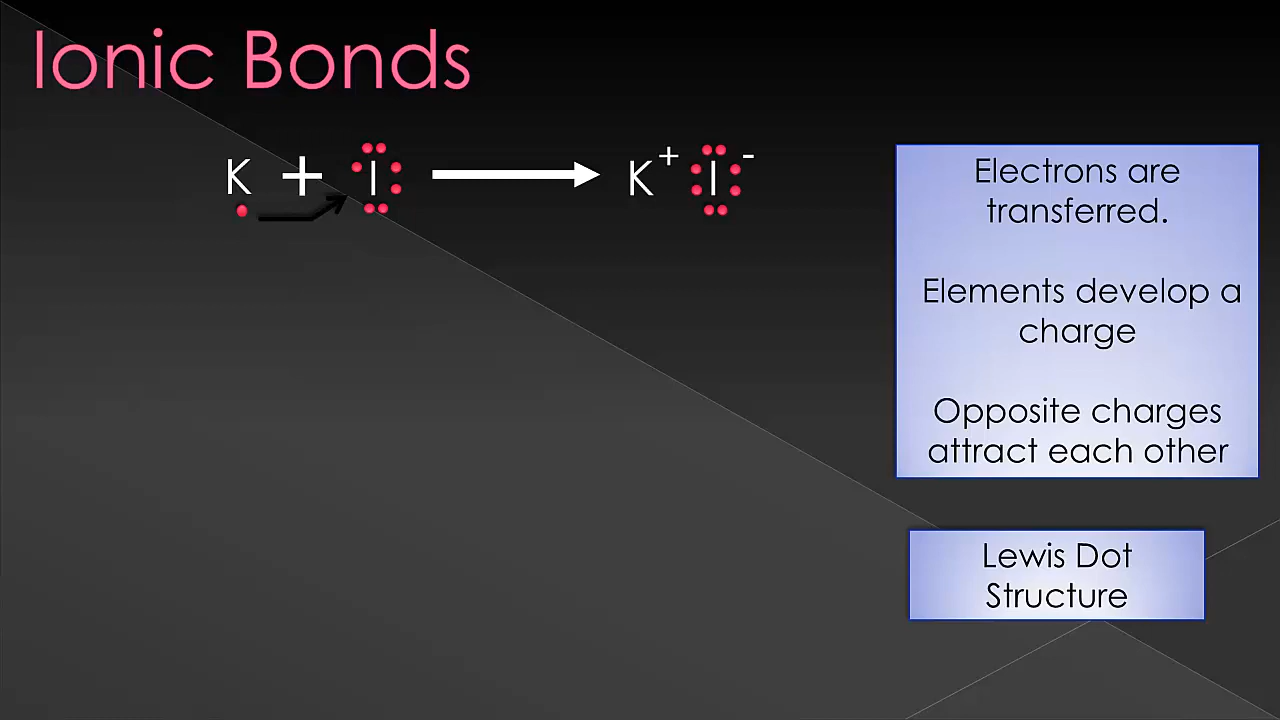 Ionic Bonds
K + I K+ I-
Electrons are
transferred.
Elements develop a
charge
Opposite charges
attract each other
Lewis Dot
Structure